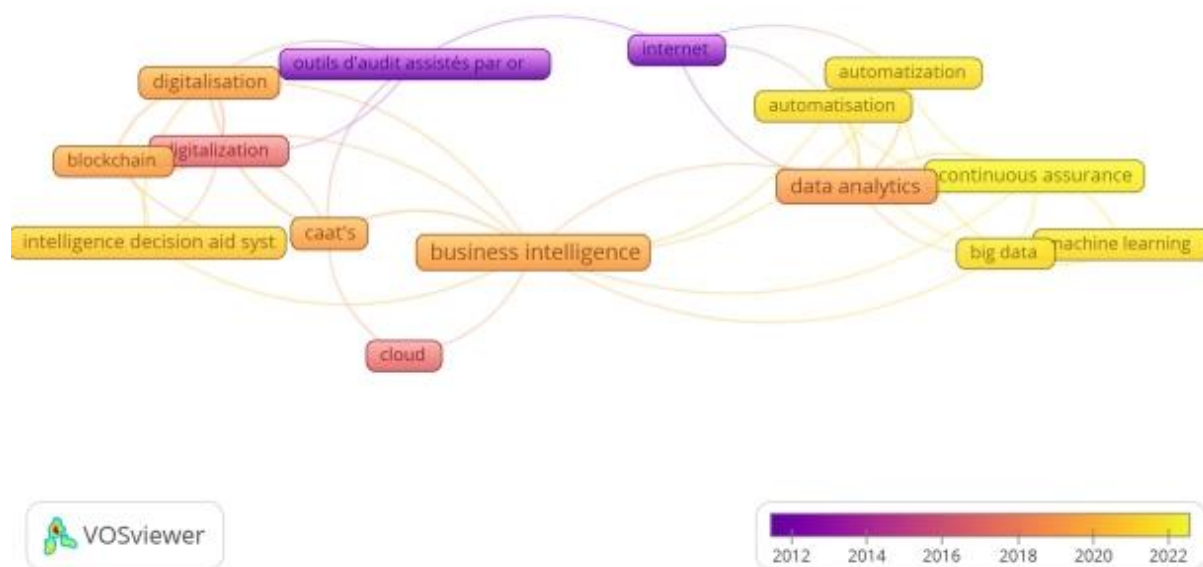 outils d'audit assistés par or
internet
digitalisation
automatization
automatisation
blockchain
digitalization
data analytics
continuous assurance
intelligence decision aid syst
caat's
business intelligence
big data
machine learning
cloud
VOSviewer
2012 2014 2016 2018 2020 2022